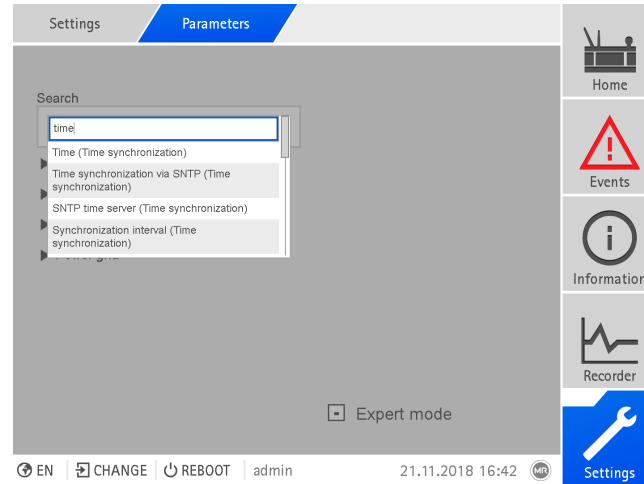 Settings
Parameters
Search
time
Time (Time synchronization)
Time synchronization via SNTP (Time
synchronization)
SNTP time server (Time synchronization)
Synchronization interval (Time
synchronization)
Expert mode
Home
Events
Information
Recorder
Settings
EN
CHANGE
REBOOT
admin
21.11.2018 16:42
MR